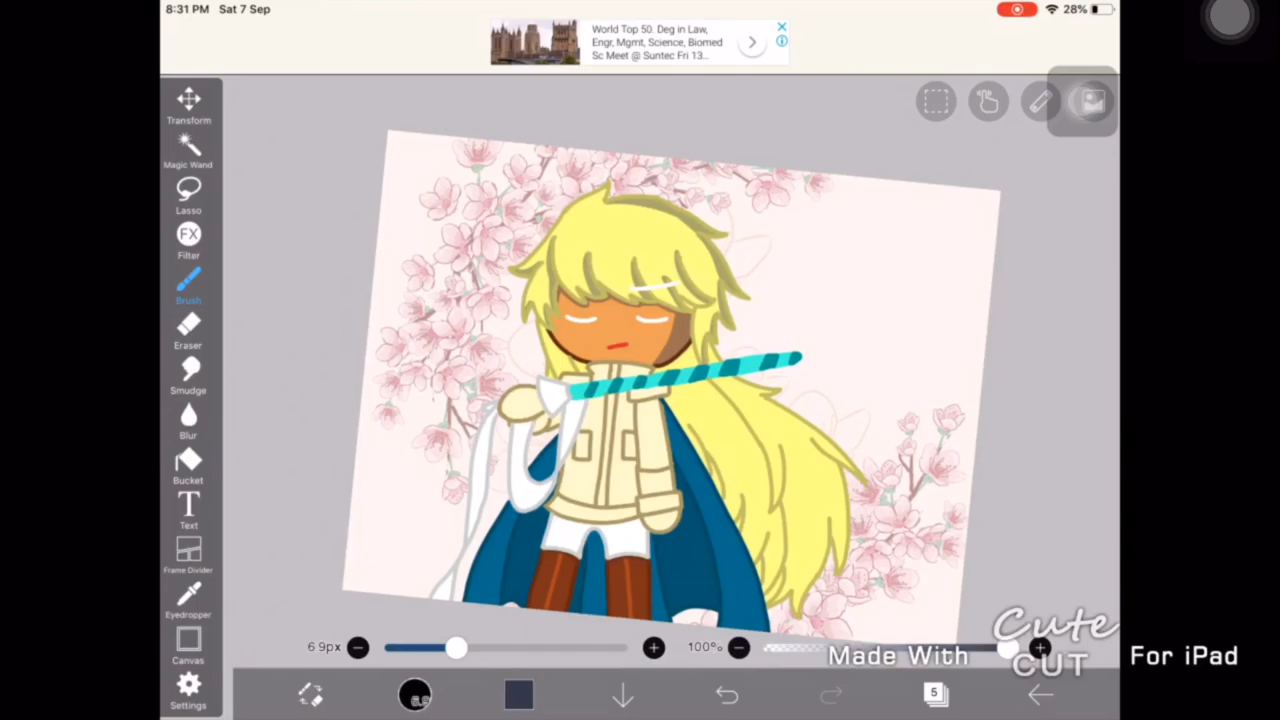 8:31 PM Sat 7 Sep
28%
World Top 50. Deg in Law,
Engr, Mgmt, Science, Biomed
Sc Meet @ Suntec Fri 13...
Transform
Magic Wand
Lasso
FX
Filter
Brush
Eraser
Smudge
Blur
Bucket
T
Text
Frame Divider
Eyedropper
Canvas
Settings
6.9px
100%
6.9
5
Made With
Cute CUT
For iPad